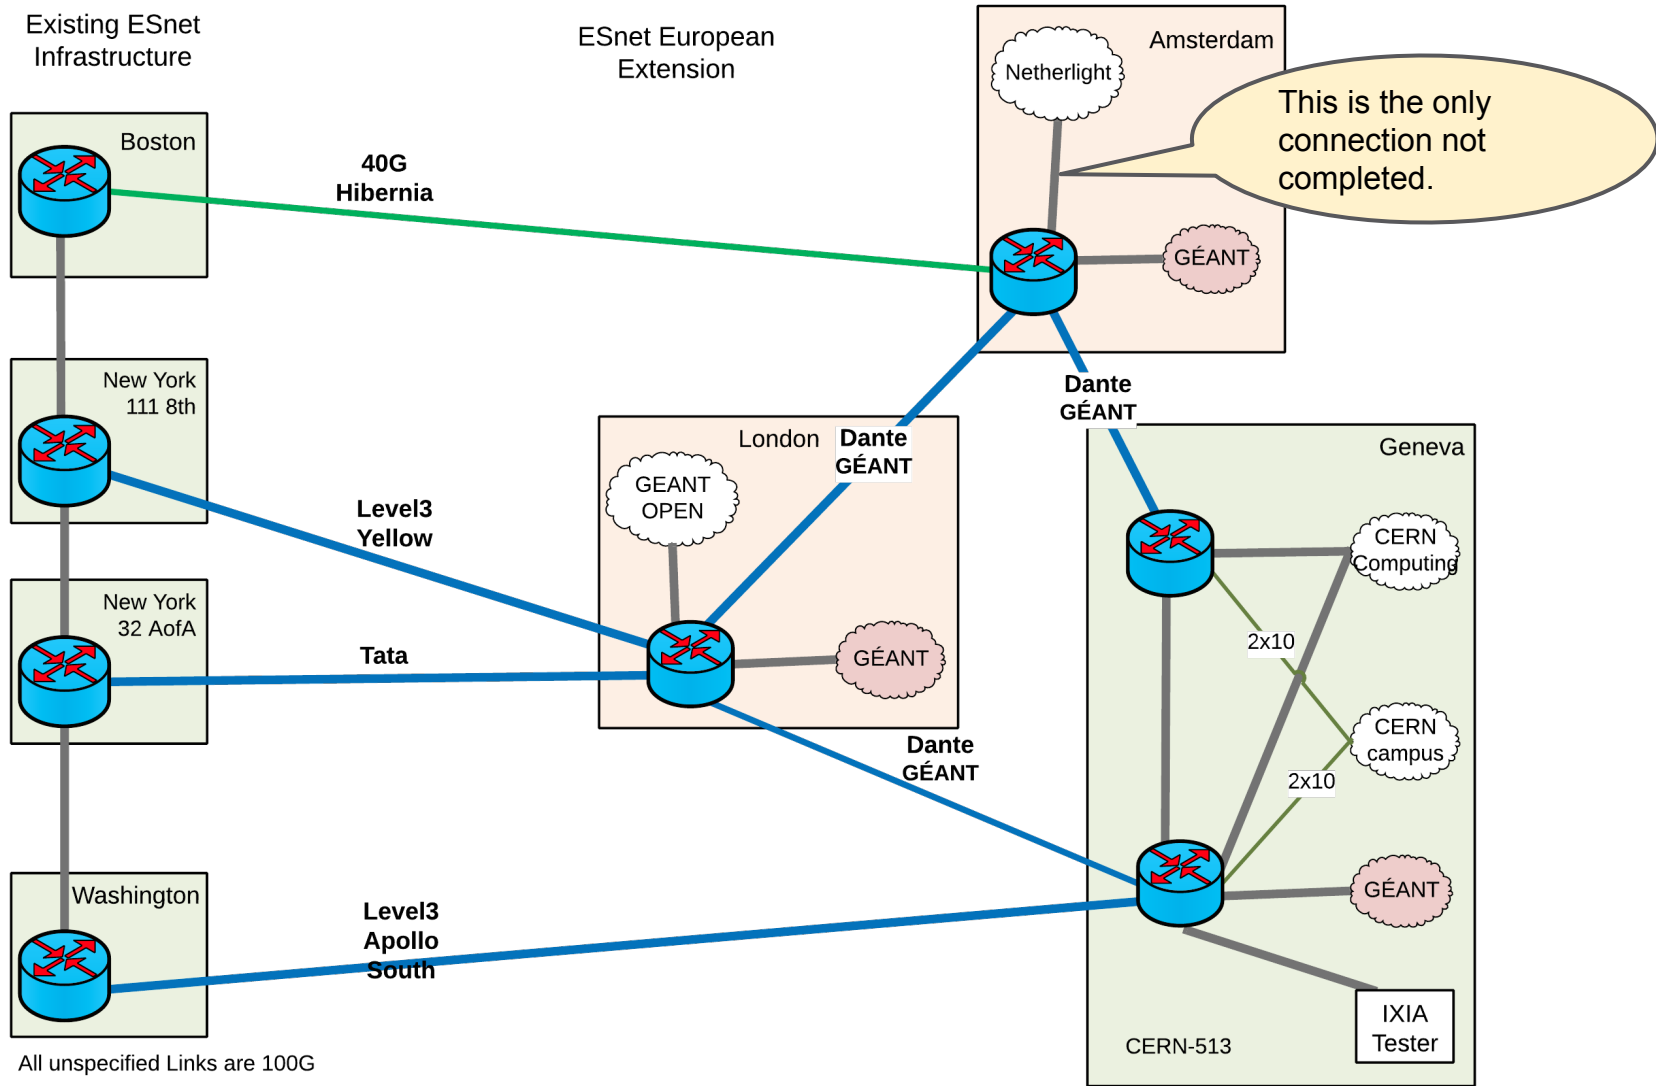 Existing ESnet
Infrastructure
ESnet European
Extension
Amsterdam
Netherlight
This is the only
connection not
completed.
Boston
40G
Hibernia
GÉANT
New York
111 8th
Dante
GÉANT
London
Dante
GÉANT
Geneva
GEANT
OPEN
Level3
Yellow
CERN
Computing
New York
32 AofA
2x10
Tata
GÉANT
CERN
campus
Dante
GÉANT
2x10
Washington
GÉANT
Level3
Apollo
South
IXIA
Tester
CERN-513
All unspecified Links are 100G